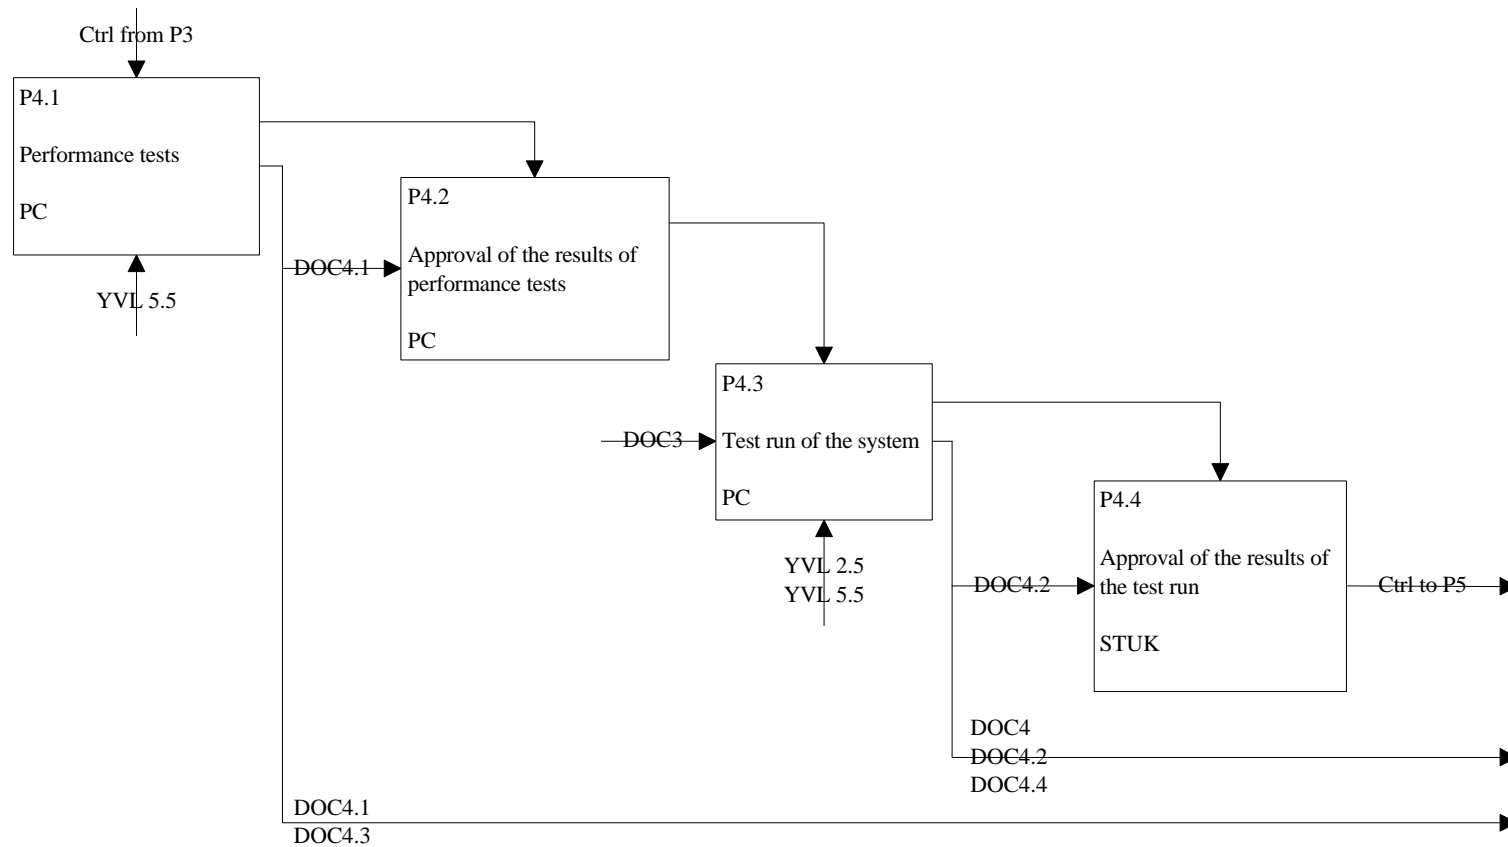 Ctrl from P3
P4.1
Performance tests
PC
YVL 5.5
DOC4.1
P4.2
Approval of the results of
performance tests
PC
DOC3
P4.3
Test run of the system
PC
YVL 2.5
YVL 5.5
DOC4.2
P4.4
Approval of the results of
the test run
STUK
Ctrl to P5
DOC4
DOC4.2
DOC4.4
DOC4.1
DOC4.3